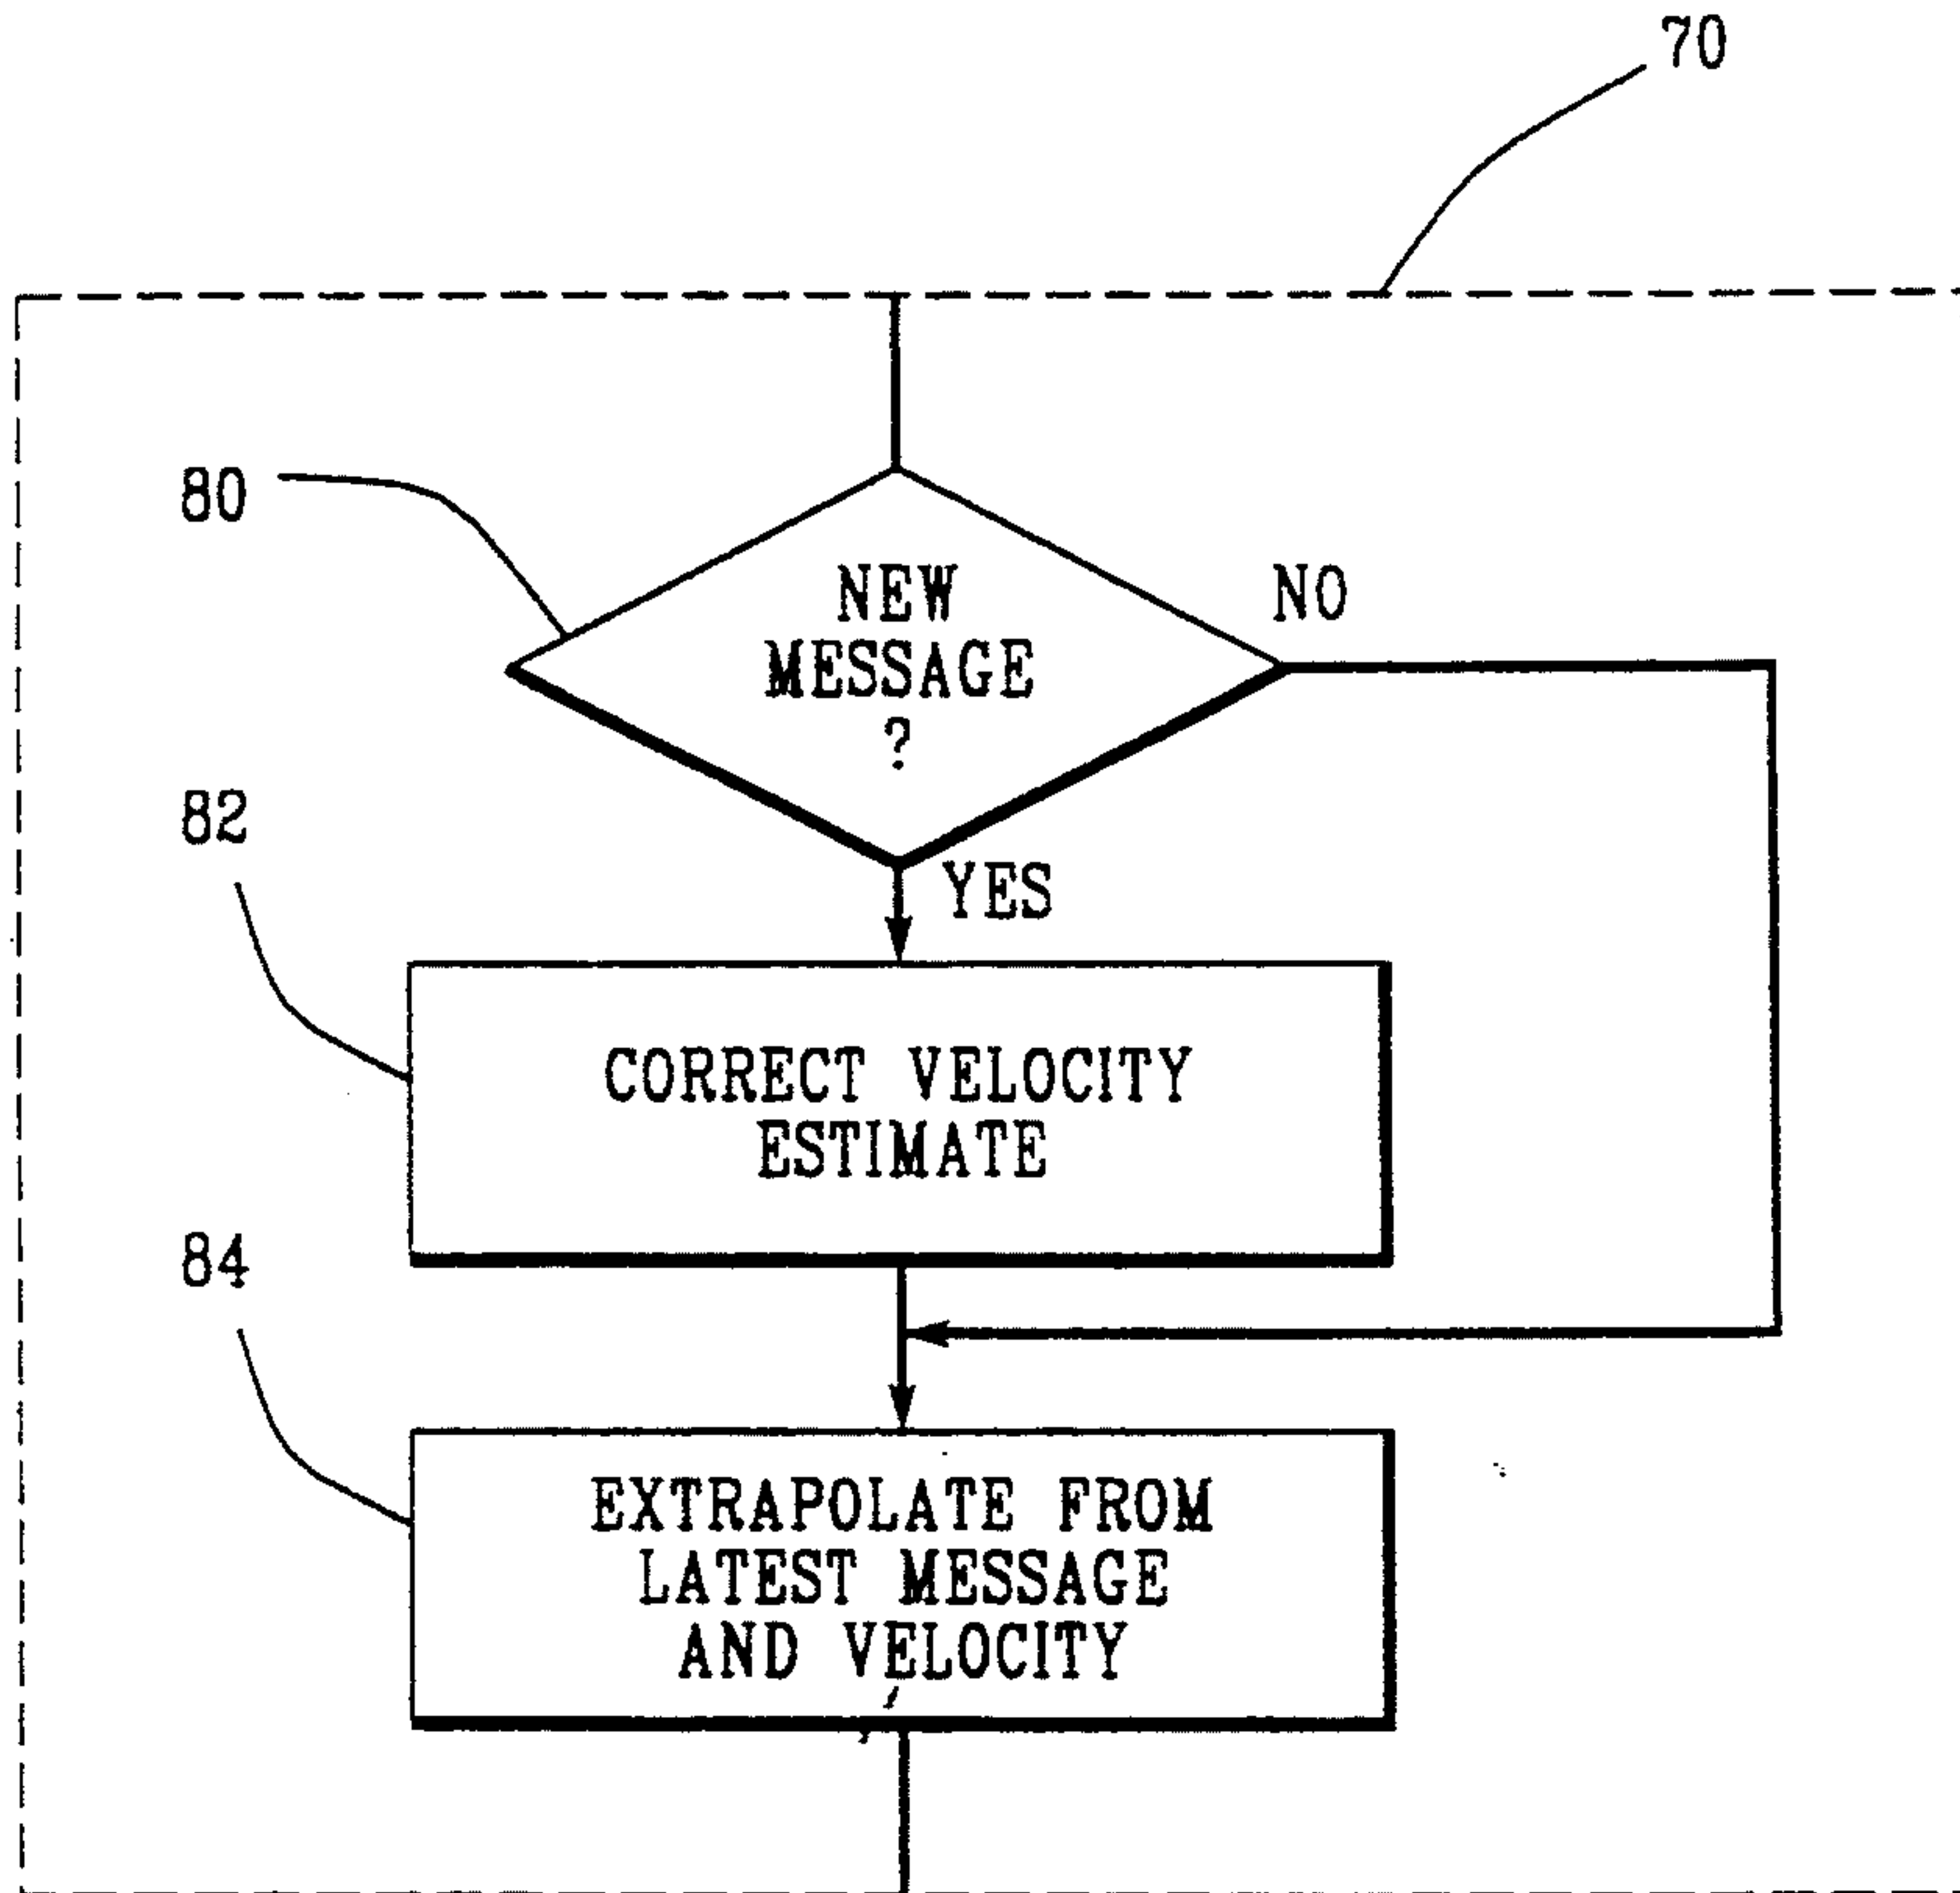 70
80
NEW
MESSAGE
?
NO
82
YES
CORRECT VELOCITY
ESTIMATE
84
EXTRAPOLATE FROM
LATEST MESSAGE
AND VELOCITY